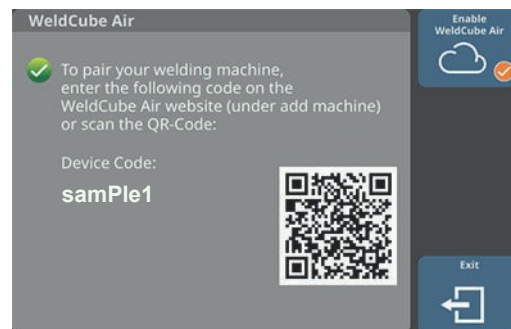 WeldCube Air
Enable
WeldCube Air
To pair your welding machine,
enter the following code on the
WeldCube Air website (under add machine)
or scan the QR-Code:
Device Code:
samPle1
Exit